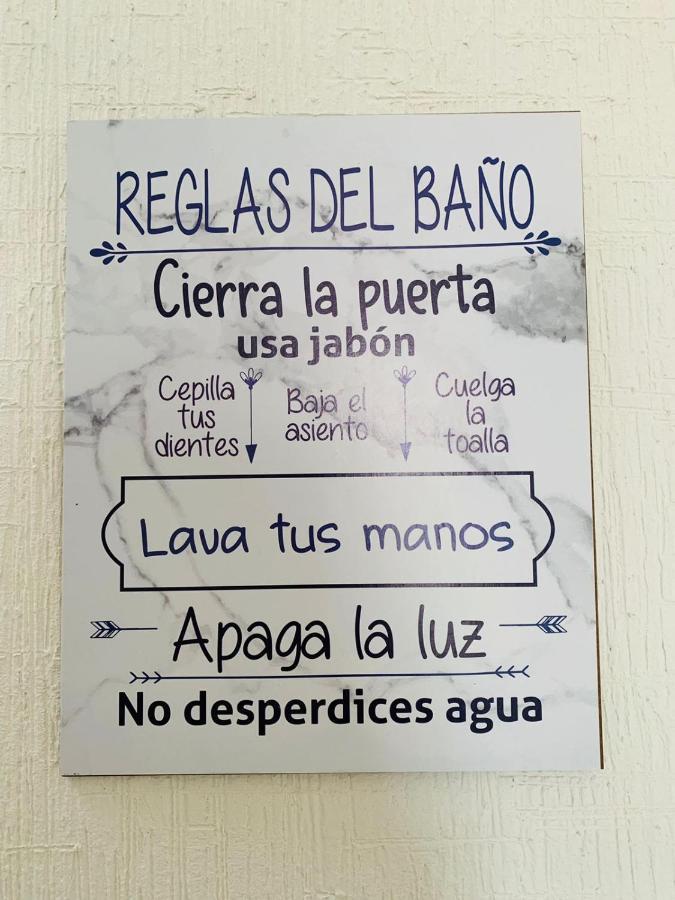 REGLAS DEL BAÑO
Cierra la puerta
usa jabón
Cepilla
tus
dientes
Baja el
asiento
Cuelga
la
toalla
Lava tus manos
Apaga la luz
No desperdices agua